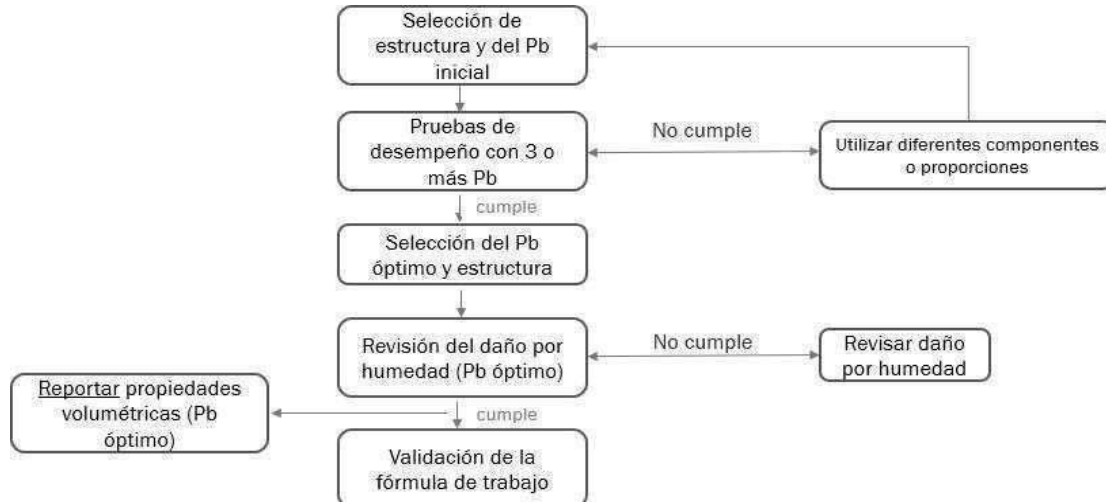 Selección de
estructura y del Pb
inicial
Pruebas de
desempeño con 3 o
más Pb
No cumple
Utilizar diferentes componentes
o proporciones
cumple
Selección del Pb
óptimo y estructura
Revisión del daño por
humedad (Pb óptimo)
No cumple
Revisar daño
por humedad
Reportar propiedades
volumétricas (Pb
óptimo)
cumple
Validación de la
fórmula de trabajo